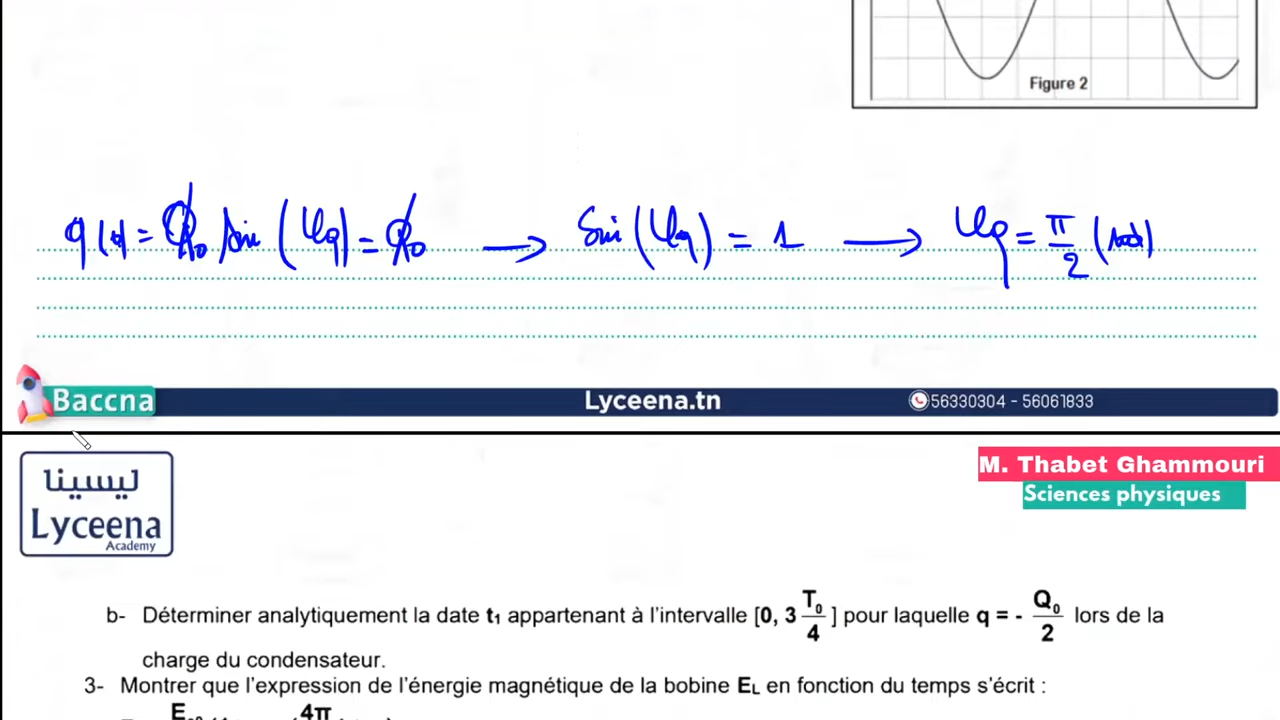 Figure 2
q(0) = Q₀ sin (φq) = Q₀ → sin (φq) = 1 → φq = π/2 (rad)
Baccna
Lyceena.tn
56330304 - 56061833
ليسينا
Lyceena
Academy
M. Thabet Ghammouri
Sciences physiques
b- Déterminer analytiquement la date t₁ appartenant à l'intervalle [0, 3 T₀/4 ] pour laquelle q = - Q₀/2 lors de la
charge du condensateur.
3- Montrer que l'expression de l'énergie magnétique de la bobine EL en fonction du temps s'écrit :